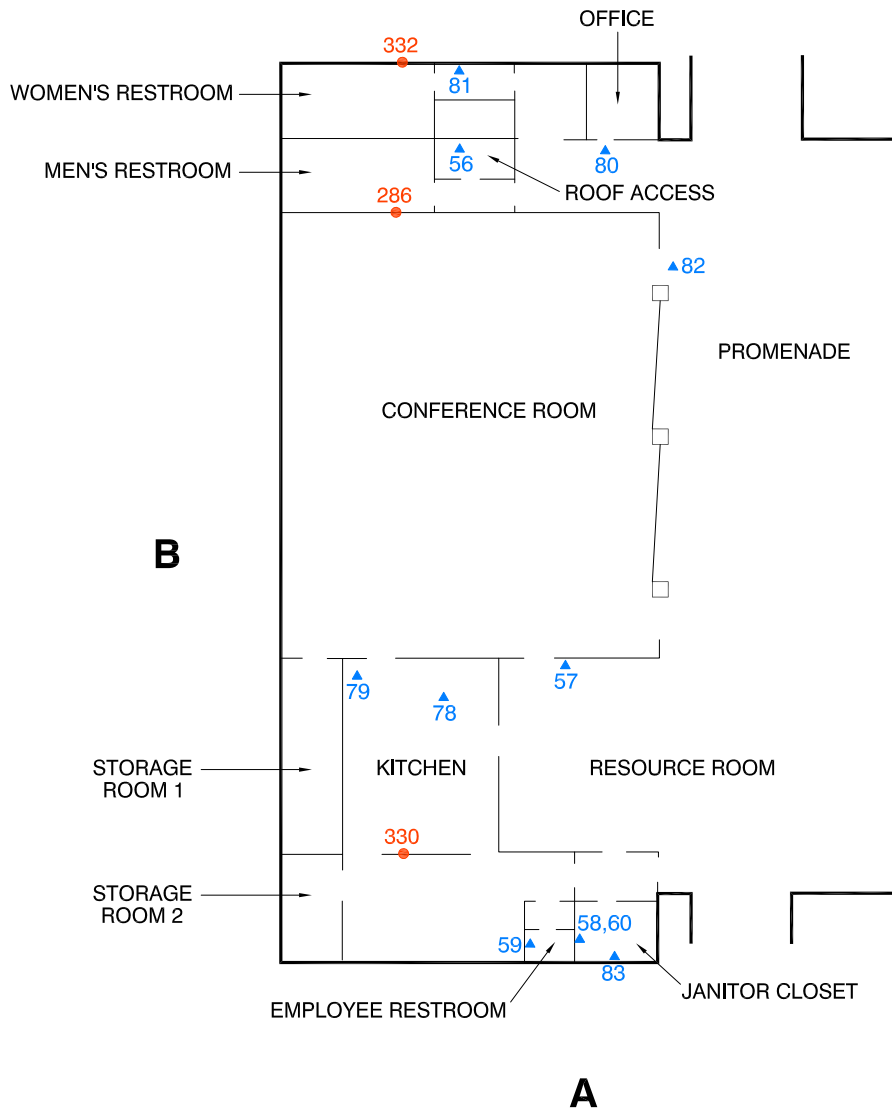 OFFICE
332
WOMEN'S RESTROOM
81
MEN'S RESTROOM
56
80
ROOF ACCESS
286
82
PROMENADE
CONFERENCE ROOM
B
79
78
57
STORAGE
ROOM 1
KITCHEN
RESOURCE ROOM
330
STORAGE
ROOM 2
58,60
59
83
JANITOR CLOSET
EMPLOYEE RESTROOM
A